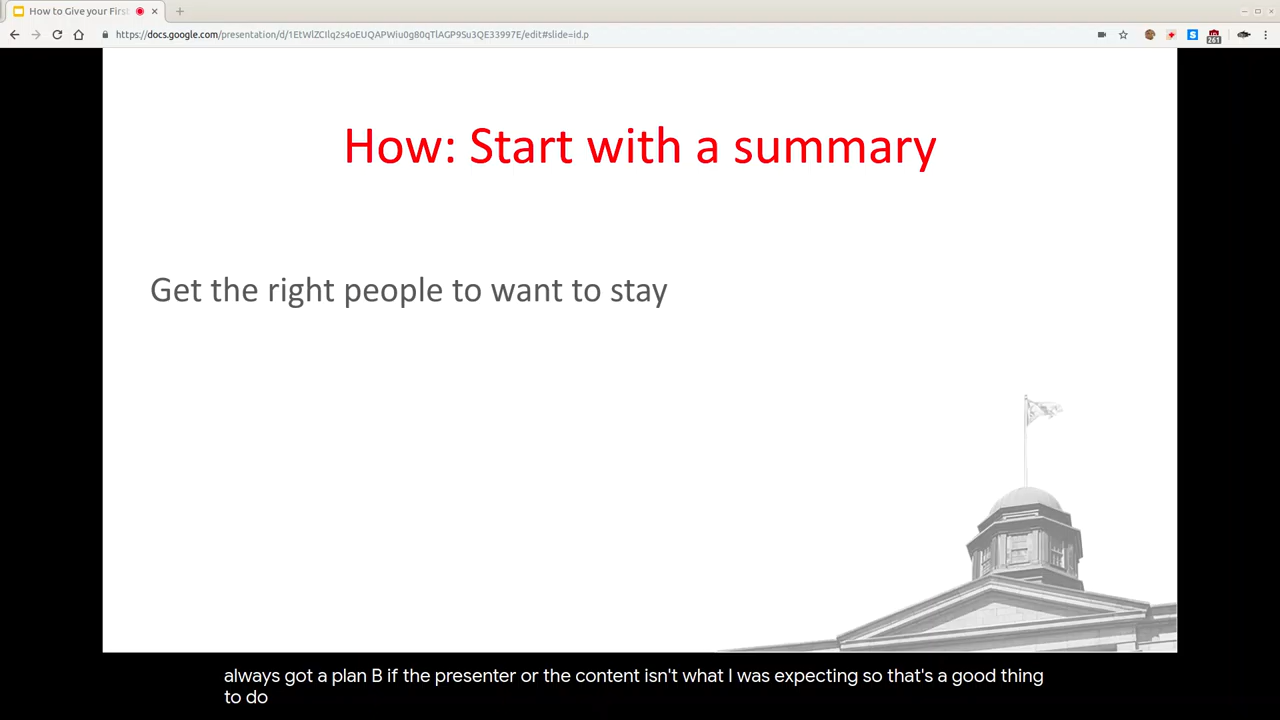 How to Give your First
https://docs.google.com/presentation/d/1EtWlZCIlq2s4oEUQAPWiu0g80qTlAGP9Su3QE33997E/edit#slide=id.p
261
How: Start with a summary
Get the right people to want to stay
always got a plan B if the presenter or the content isn't what I was expecting so that's a good thing
to do